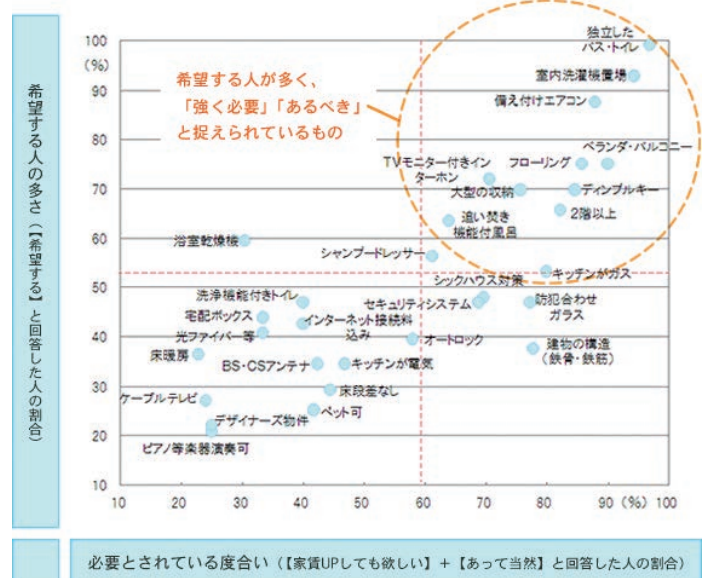 希望する人の多さ（【希望する】と回答した人の割合）
100
(%)
90
80
70
60
50
40
30
20
10
10
20
30
40
50
60
70
80
90
(%)
100
希望する人が多く、
「強く必要」「あるべき」
と捉えられているもの
独立した
バス・トイレ
室内洗濯機置場
備え付けエアコン
ベランダ・バルコニー
フローリング
TVモニター付きイン
ターホン
大型の収納
ディンプルキー
2階以上
追い焚き
機能付風呂
浴室乾燥機
シャンプードレッサー
キッチンがガス
シックハウス対策
洗浄機能付きトイレ
セキュリティシステム
防犯合わせ
ガラス
宅配ボックス
インターネット接続料
込み
光ファイバー等
オートロック
建物の構造
（鉄骨・鉄筋）
床暖房
BS・CSアンテナ
キッチンが電気
床段差なし
ケーブルテレビ
デザイナーズ物件
ペット可
ピアノ等楽器演奏可
必要とされている度合い（【家賃UPしても欲しい】＋【あって当然】と回答した人の割合）